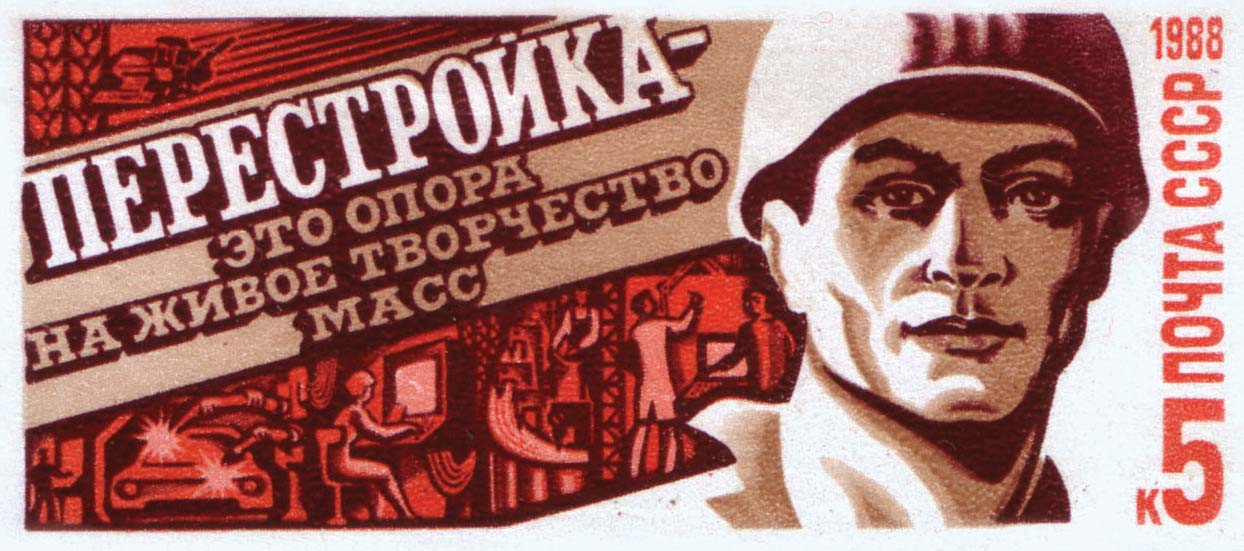 ПЕРЕСТРОЙКА-
ЭТО ОПОРА
НА ЖИВОЕ ТВОРЧЕСТВО
МАСС
1988
ПОЧТА СССР
5 К